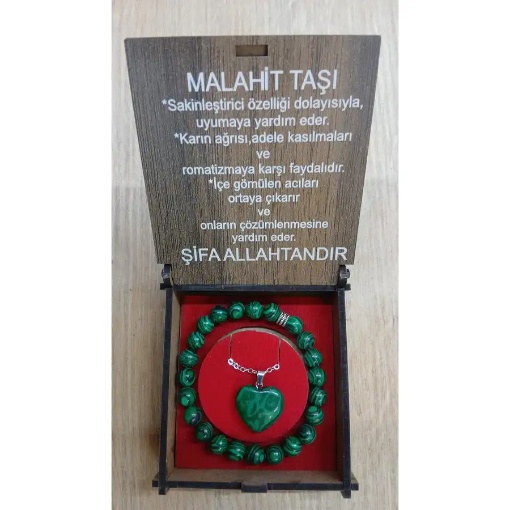 MALAHİT TAŞI
*Sakinleştirici özelliği dolayısıyla,
uyumaya yardım eder.
*Karın ağrısı,adele kasılmaları
ve
romatizmaya karşı faydalıdır.
*İçe gömülen acıları
ortaya çıkarır
ve
onların çözümlenmesine
yardım eder.
ŞİFA ALLAHTANDIR